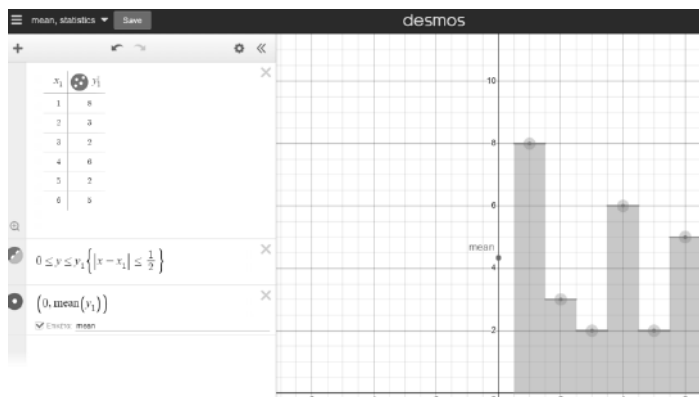 mean, statistics
Save
desmos
x₁ y₁
1 8
2 3
3 2
4 6
5 2
6 5
0 ≤ y ≤ y₁{|x − x₁| ≤ 1/2}
(0, mean(y₁))
mean
10
8
6
mean
4
2